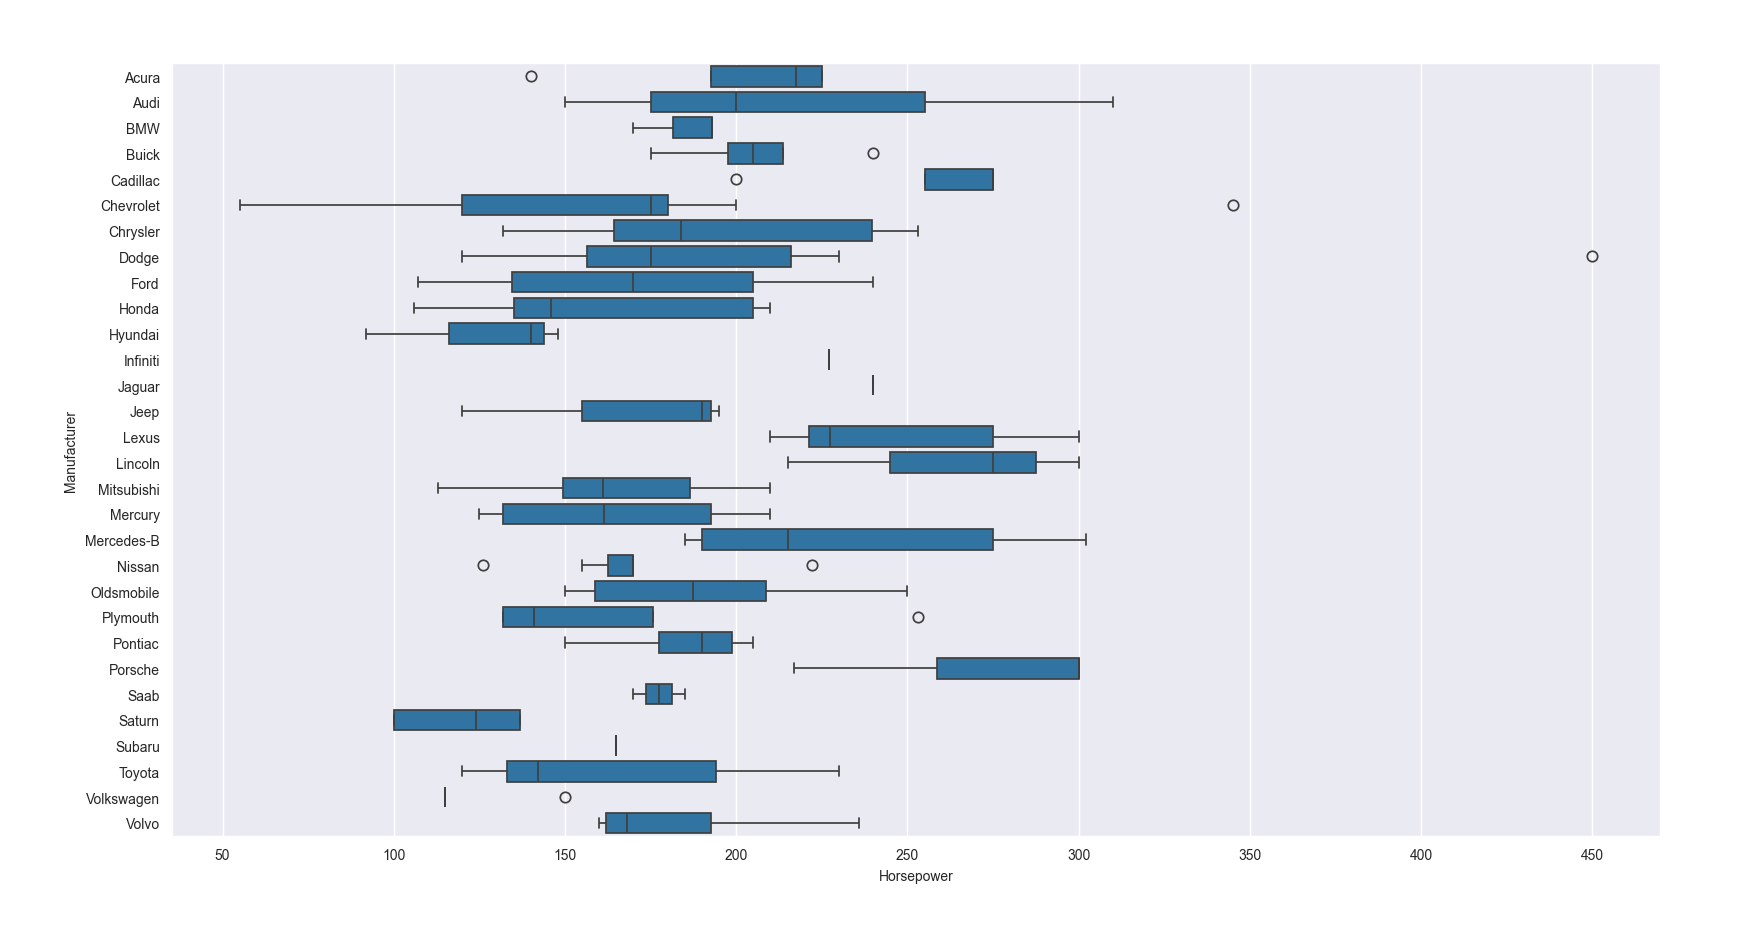 Acura
Audi
BMW
Buick
Cadillac
Chevrolet
Chrysler
Dodge
Ford
Honda
Hyundai
Infiniti
Jaguar
Jeep
Lexus
Lincoln
Mitsubishi
Mercury
Mercedes-B
Nissan
Oldsmobile
Plymouth
Pontiac
Porsche
Saab
Saturn
Subaru
Toyota
Volkswagen
Volvo
Manufacturer
50 100 150 200 250 300 350 400 450
Horsepower